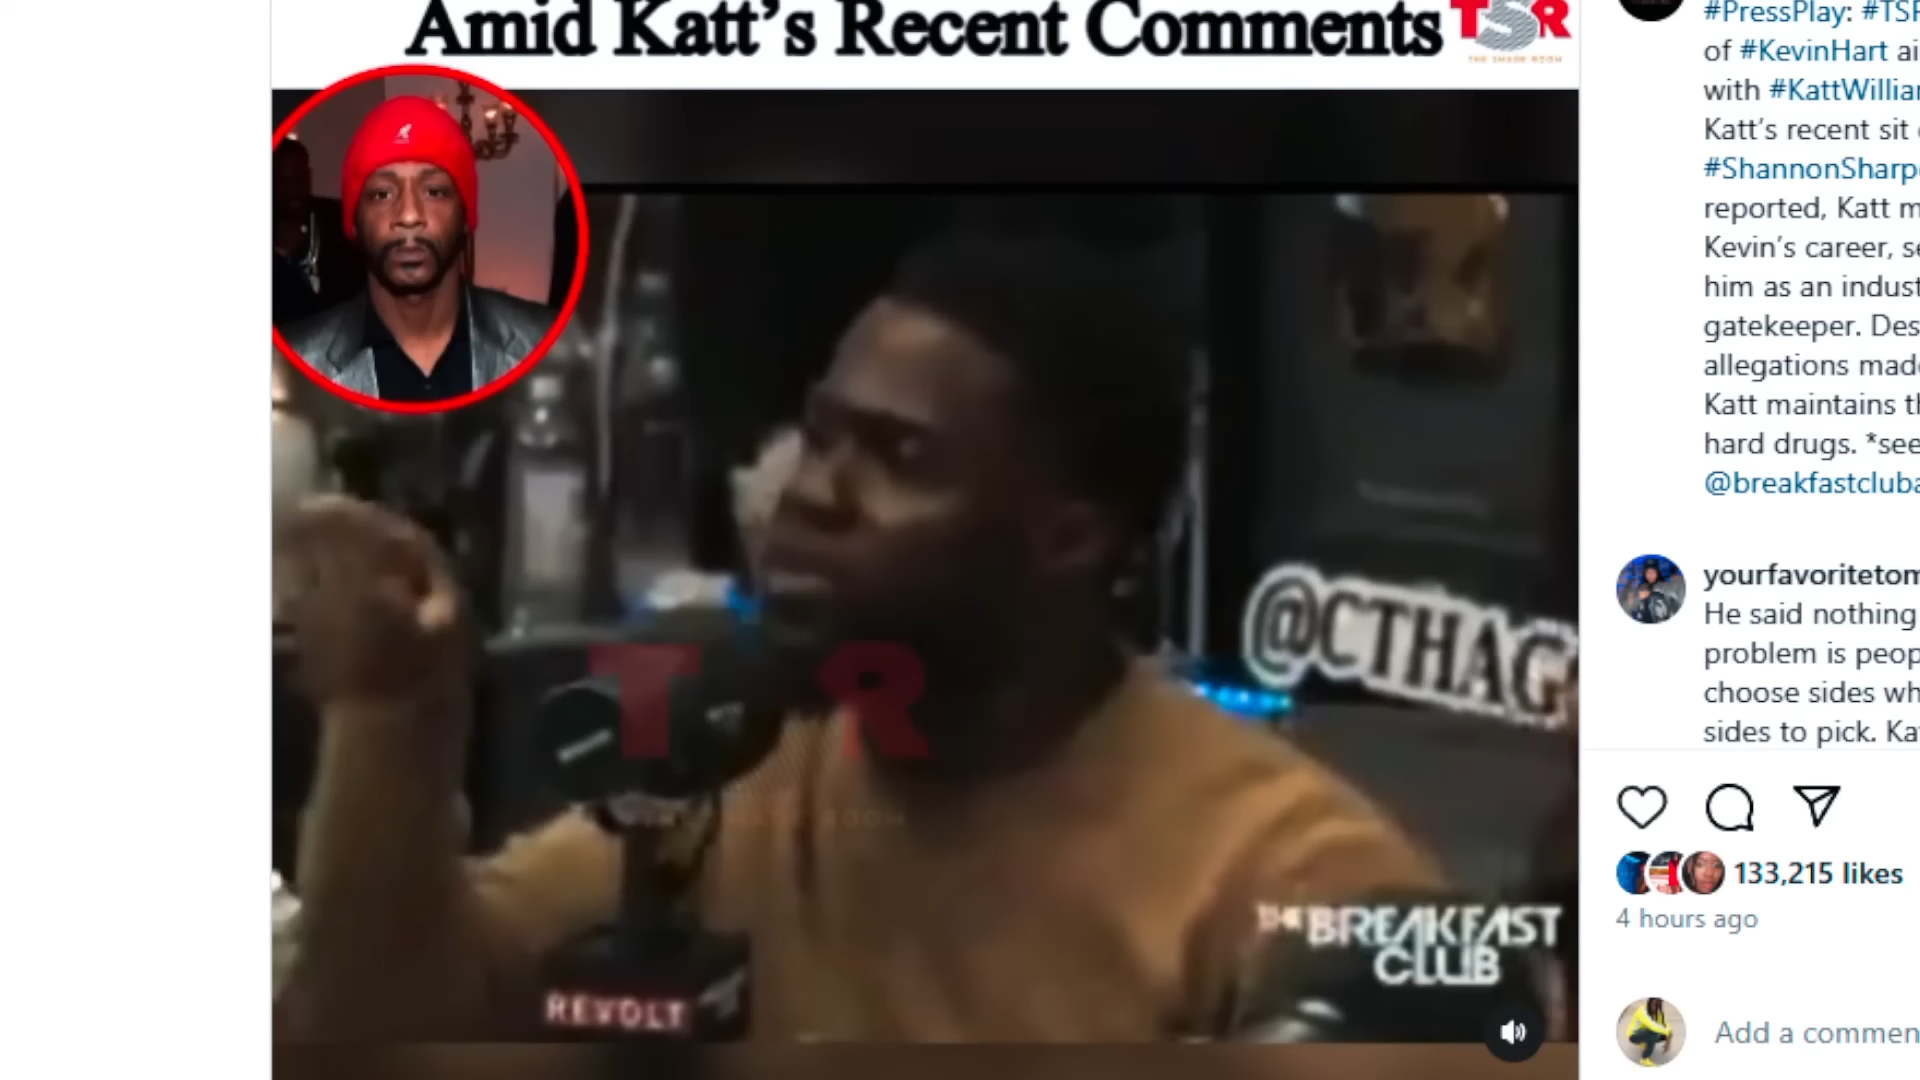 Amid Katt's Recent Comments
TSR
THE SHADE ROOM
@CTHAG
T R
THE BREAKFAST
CLUB
REVOLT
#PressPlay: #TSR
of #KevinHart ai
with #KattWillian
Katt's recent sit
#ShannonSharp
reported, Katt m
Kevin's career, se
him as an indust
gatekeeper. Des
allegations made
Katt maintains th
hard drugs. *see
@breakfastcluba
yourfavoritetom
He said nothing
problem is peop
choose sides wh
sides to pick. Ka
133,215 likes
4 hours ago
Add a commen